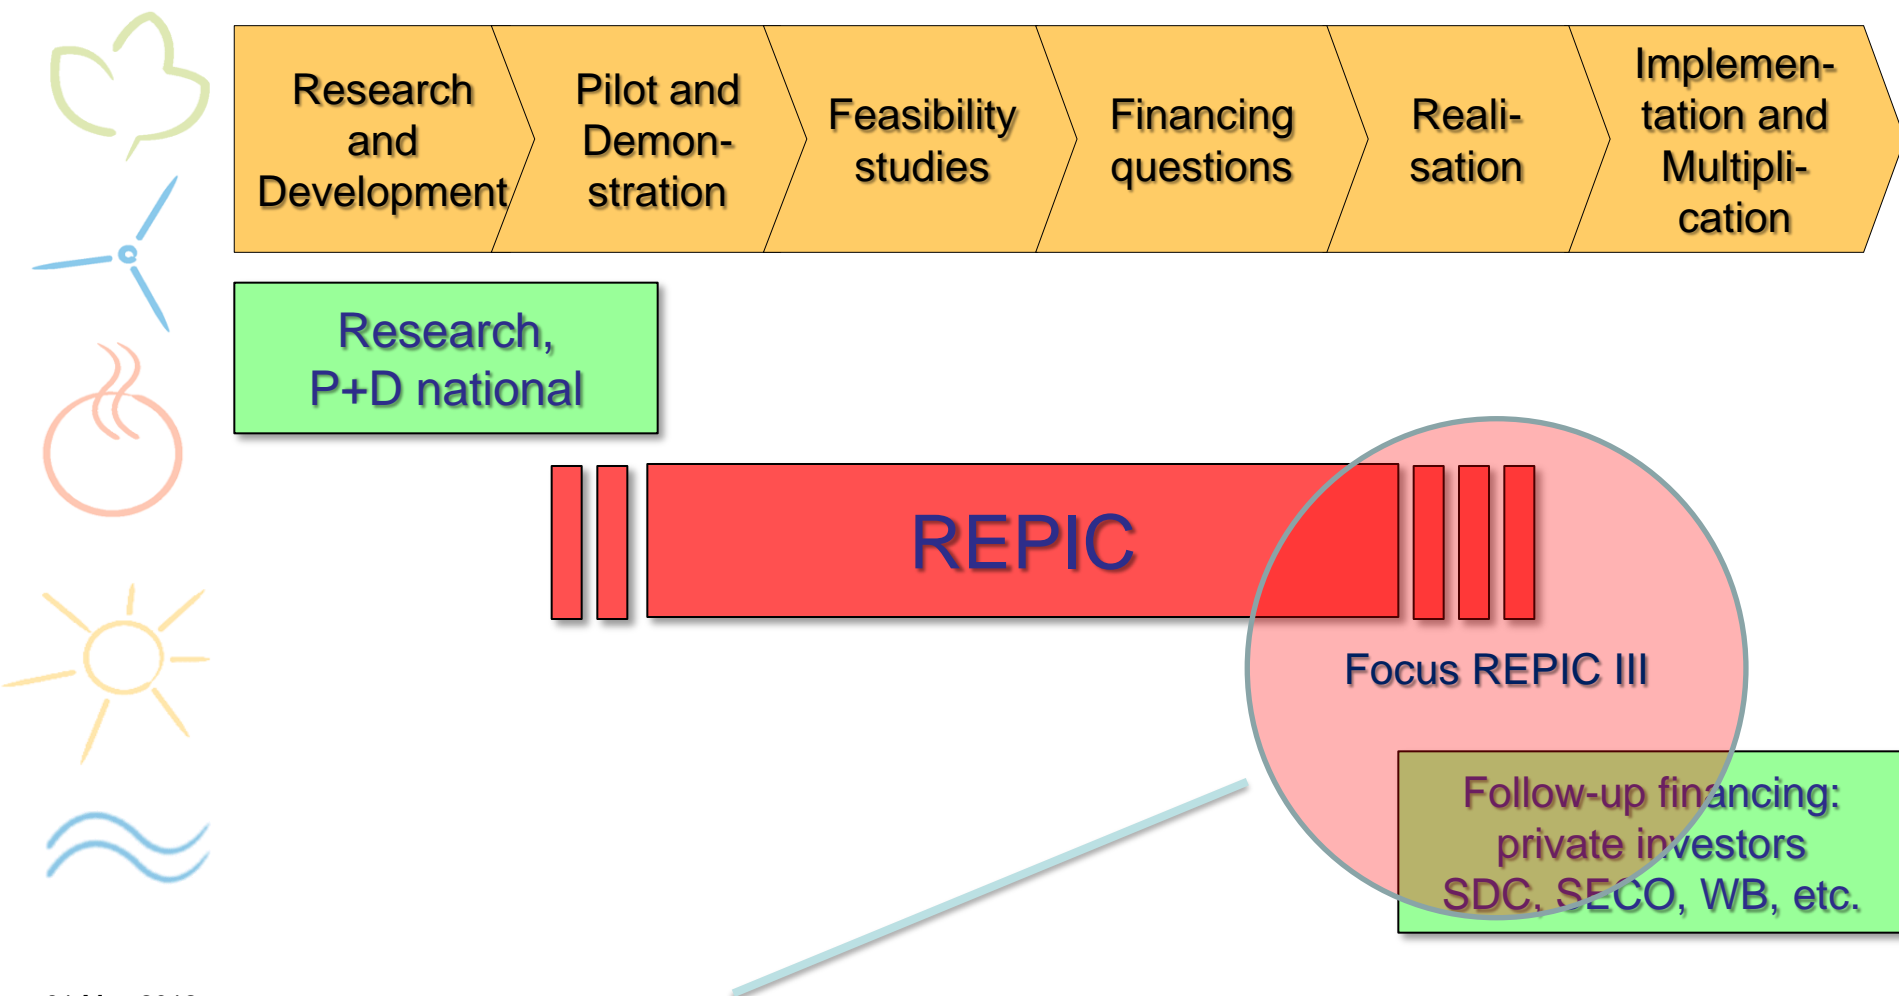 Research
and
Development
Pilot and
Demon-
stration
Feasibility
studies
Financing
questions
Reali-
sation
Implemen-
tation and
Multipli-
cation
Research,
P+D national
REPIC
Focus REPIC III
Follow-up financing:
private investors
SDC, SECO, WB, etc.